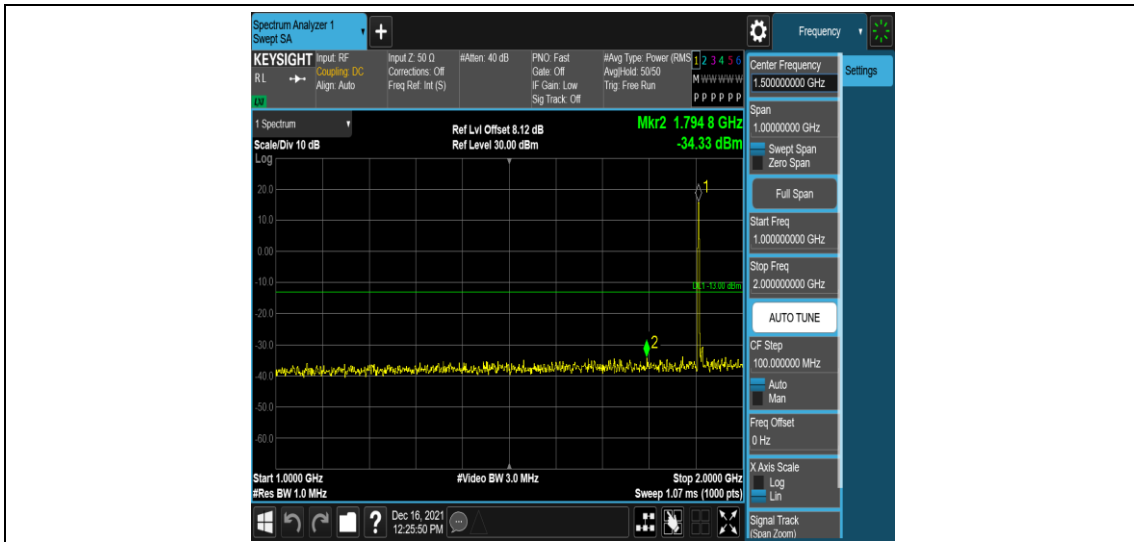 Spectrum Analyzer 1
Swept SA
+
Frequency
KEYSIGHT
RL
LXI
Input: RF
Coupling: DC
Align: Auto
Input Z: 50 Ω
Corrections: Off
Freq Ref: Int (S)
#Atten: 40 dB
PNO: Fast
Gate: Off
IF Gain: Low
Sig Track: Off
#Avg Type: Power (RMS
Avg|Hold: 50/50
Trig: Free Run
1 2 3 4 5 6
M W W W W W
P P P P P P
1 Spectrum
Scale/Div 10 dB
Ref Lvl Offset 8.12 dB
Ref Level 30.00 dBm
Mkr2 1.794 8 GHz
-34.33 dBm
Log
20.0
10.0
0.00
-10.0
-20.0
-30.0
-40.0
-50.0
-60.0
1
DL1 -13.00 dBm
2
Start 1.0000 GHz
#Res BW 1.0 MHz
#Video BW 3.0 MHz
Stop 2.0000 GHz
Sweep 1.07 ms (1000 pts)
Center Frequency
1.500000000 GHz
Settings
Span
1.00000000 GHz
Swept Span
Zero Span
Full Span
Start Freq
1.000000000 GHz
Stop Freq
2.000000000 GHz
AUTO TUNE
CF Step
100.000000 MHz
Auto
Man
Freq Offset
0 Hz
X Axis Scale
Log
Lin
Signal Track
(Span Zoom)
?
Dec 16, 2021
12:25:50 PM